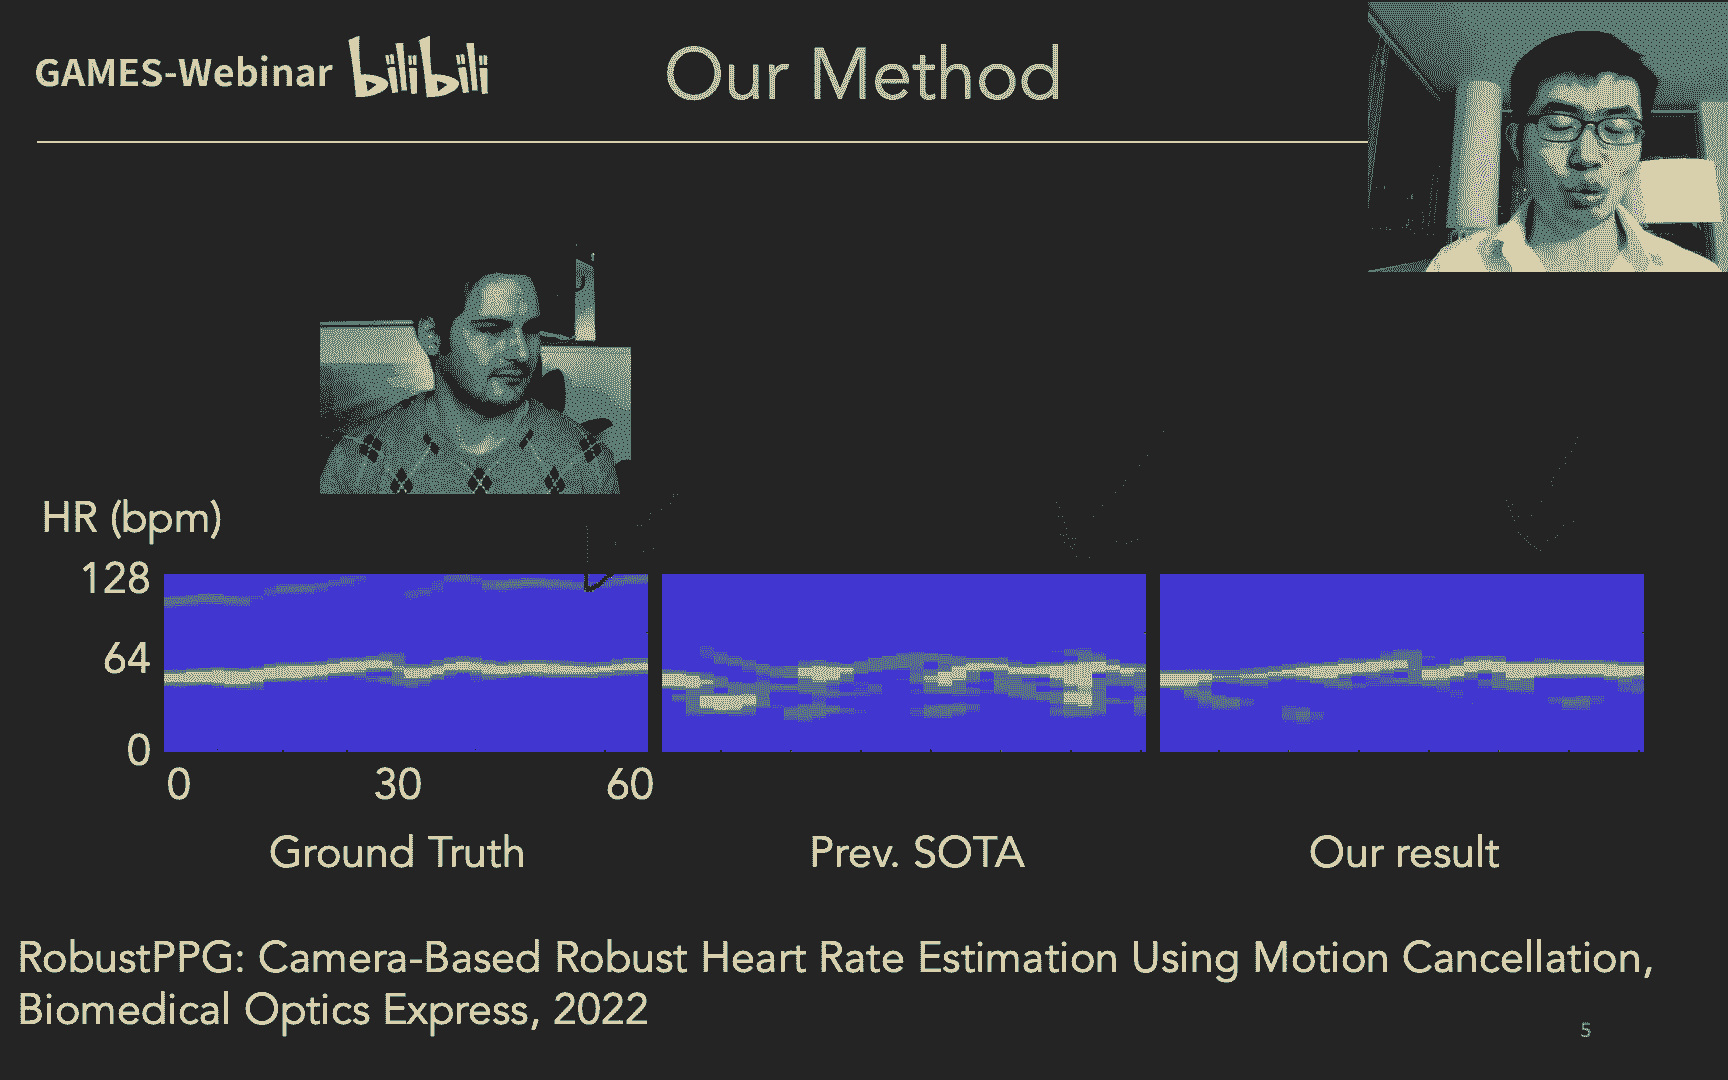 GAMES-Webinar bilibili
Our Method
HR (bpm)
128
64
0
0 30 60
Ground Truth
Prev. SOTA
Our result
RobustPPG: Camera-Based Robust Heart Rate Estimation Using Motion Cancellation,
Biomedical Optics Express, 2022
5